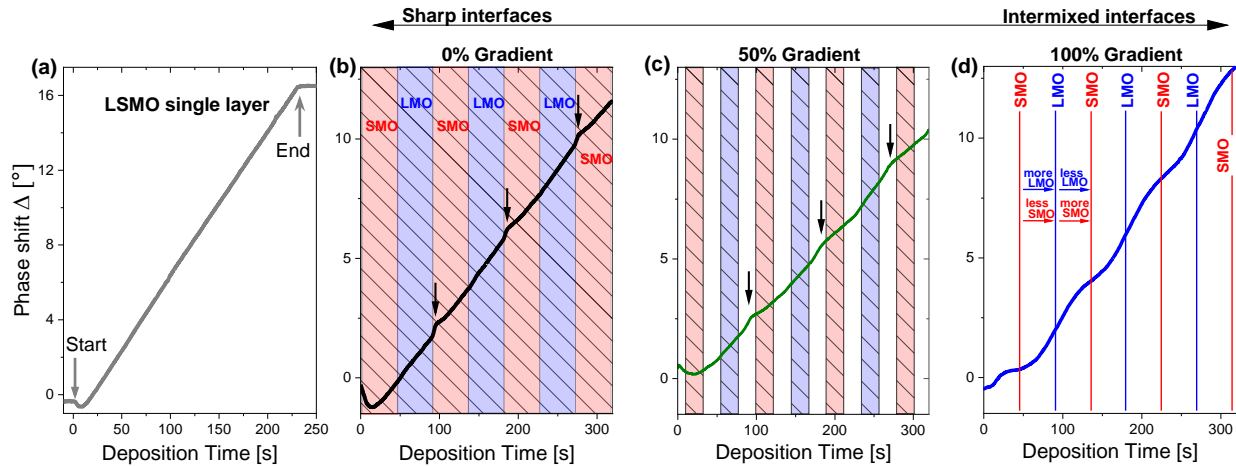 Sharp interfaces
Intermixed interfaces
(a)
LSMO single layer
Start
End
Phase shift Δ [°]
16
12
8
4
0
0 50 100 150 200 250
Deposition Time [s]
(b)
0% Gradient
LMO LMO LMO
SMO SMO SMO
SMO
10
5
0
0 100 200 300
Deposition Time [s]
(c)
50% Gradient
10
5
0
0 100 200 300
Deposition Time [s]
(d)
100% Gradient
SMO LMO SMO LMO SMO LMO
SMO
more less
LMO LMO
less more
SMO SMO
10
5
0
0 100 200 300
Deposition Time [s]